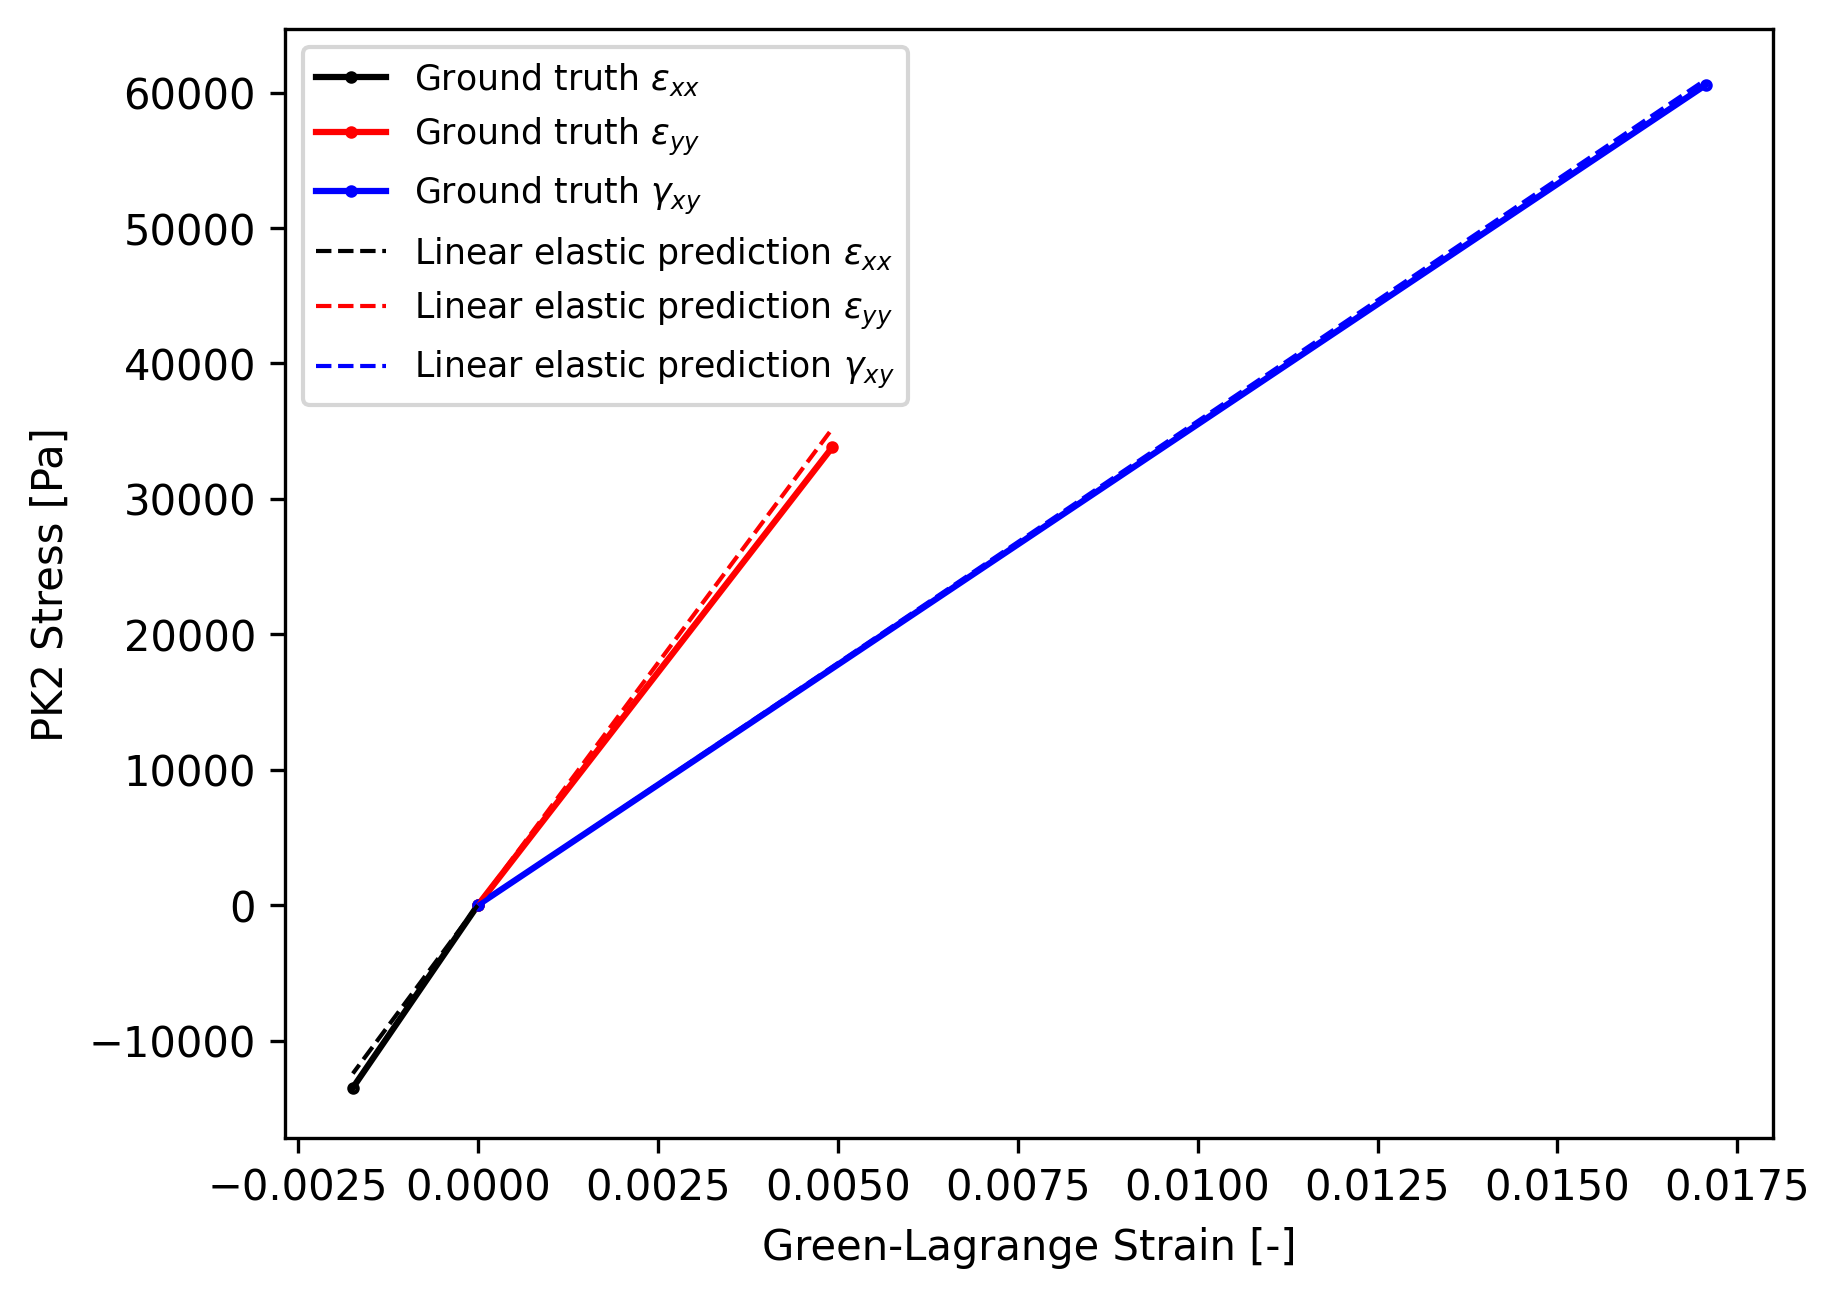 Ground truth εxx
Ground truth εyy
Ground truth γxy
Linear elastic prediction εxx
Linear elastic prediction εyy
Linear elastic prediction γxy
60000
50000
40000
30000
20000
10000
0
−10000
PK2 Stress [Pa]
−0.0025 0.0000 0.0025 0.0050 0.0075 0.0100 0.0125 0.0150 0.0175
Green-Lagrange Strain [-]